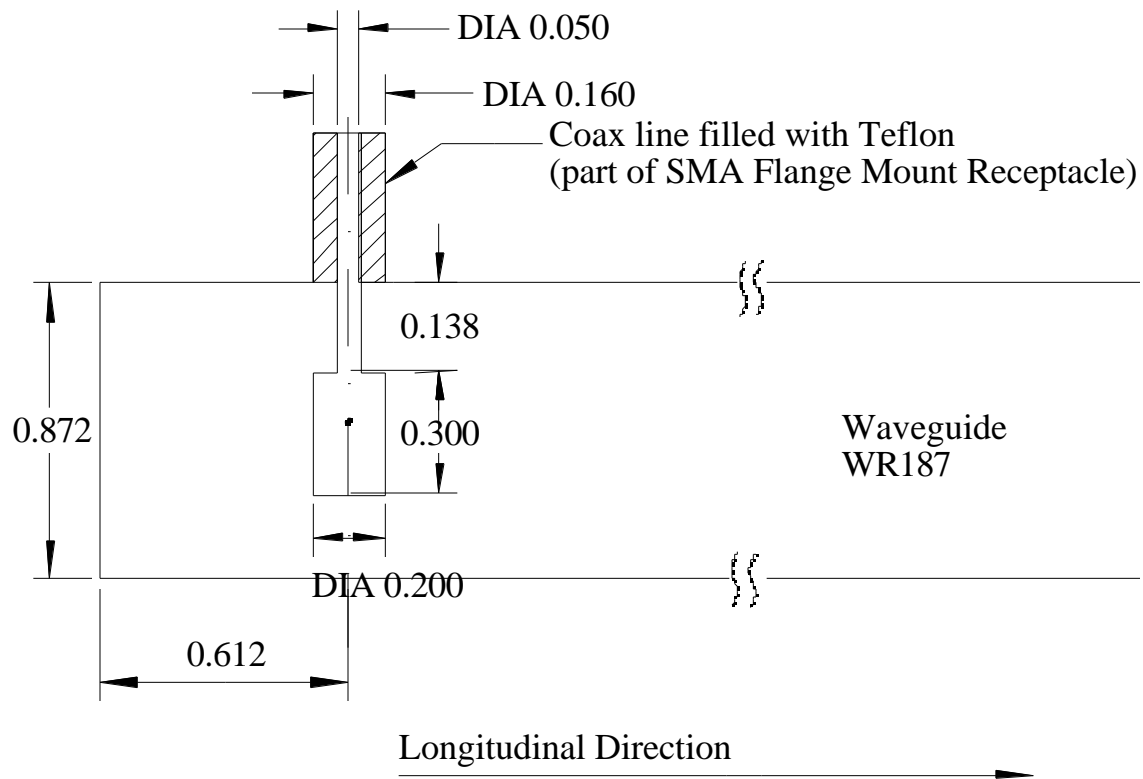 DIA 0.050
DIA 0.160
Coax line filled with Teflon
(part of SMA Flange Mount Receptacle)
0.138
0.872
0.300
Waveguide
WR187
DIA 0.200
0.612
Longitudinal Direction